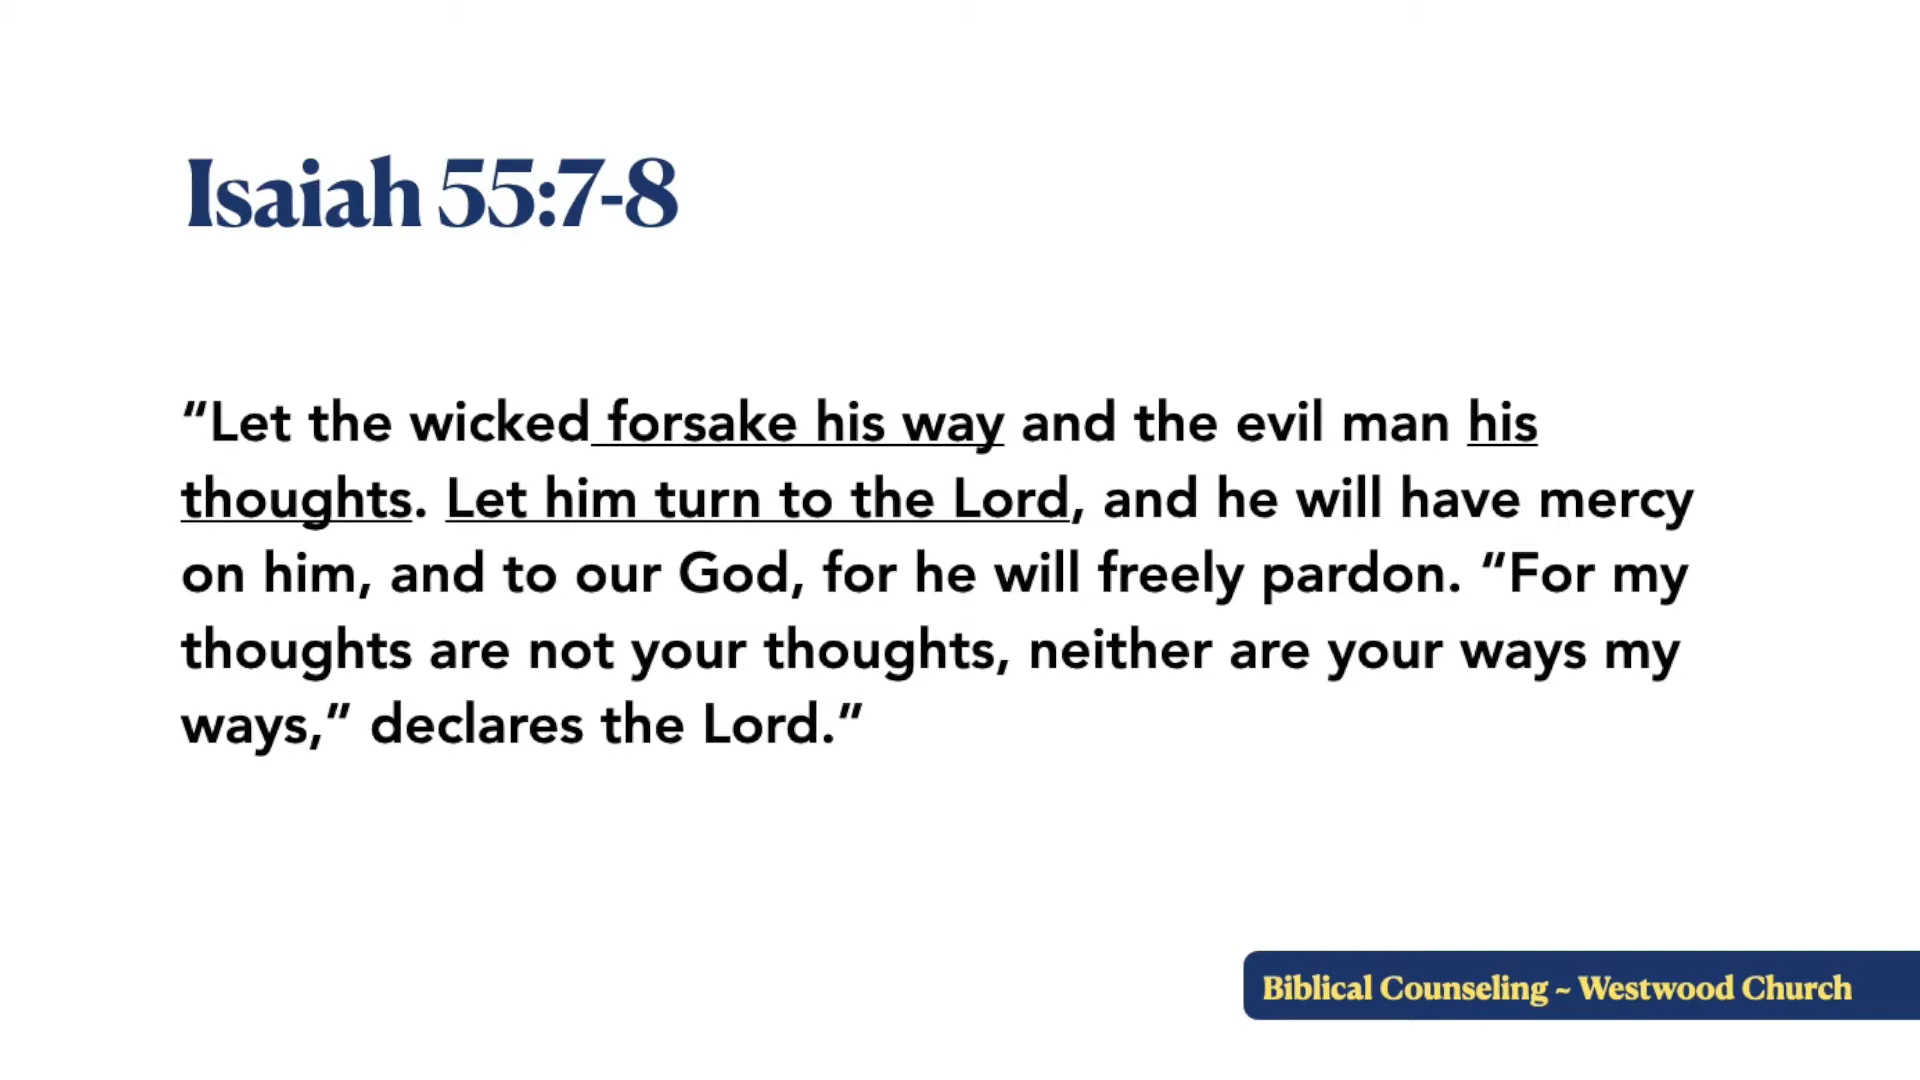 Isaiah 55:7-8
“Let the wicked forsake his way and the evil man his
thoughts. Let him turn to the Lord, and he will have mercy
on him, and to our God, for he will freely pardon. “For my
thoughts are not your thoughts, neither are your ways my
ways,” declares the Lord.”
Biblical Counseling ~ Westwood Church